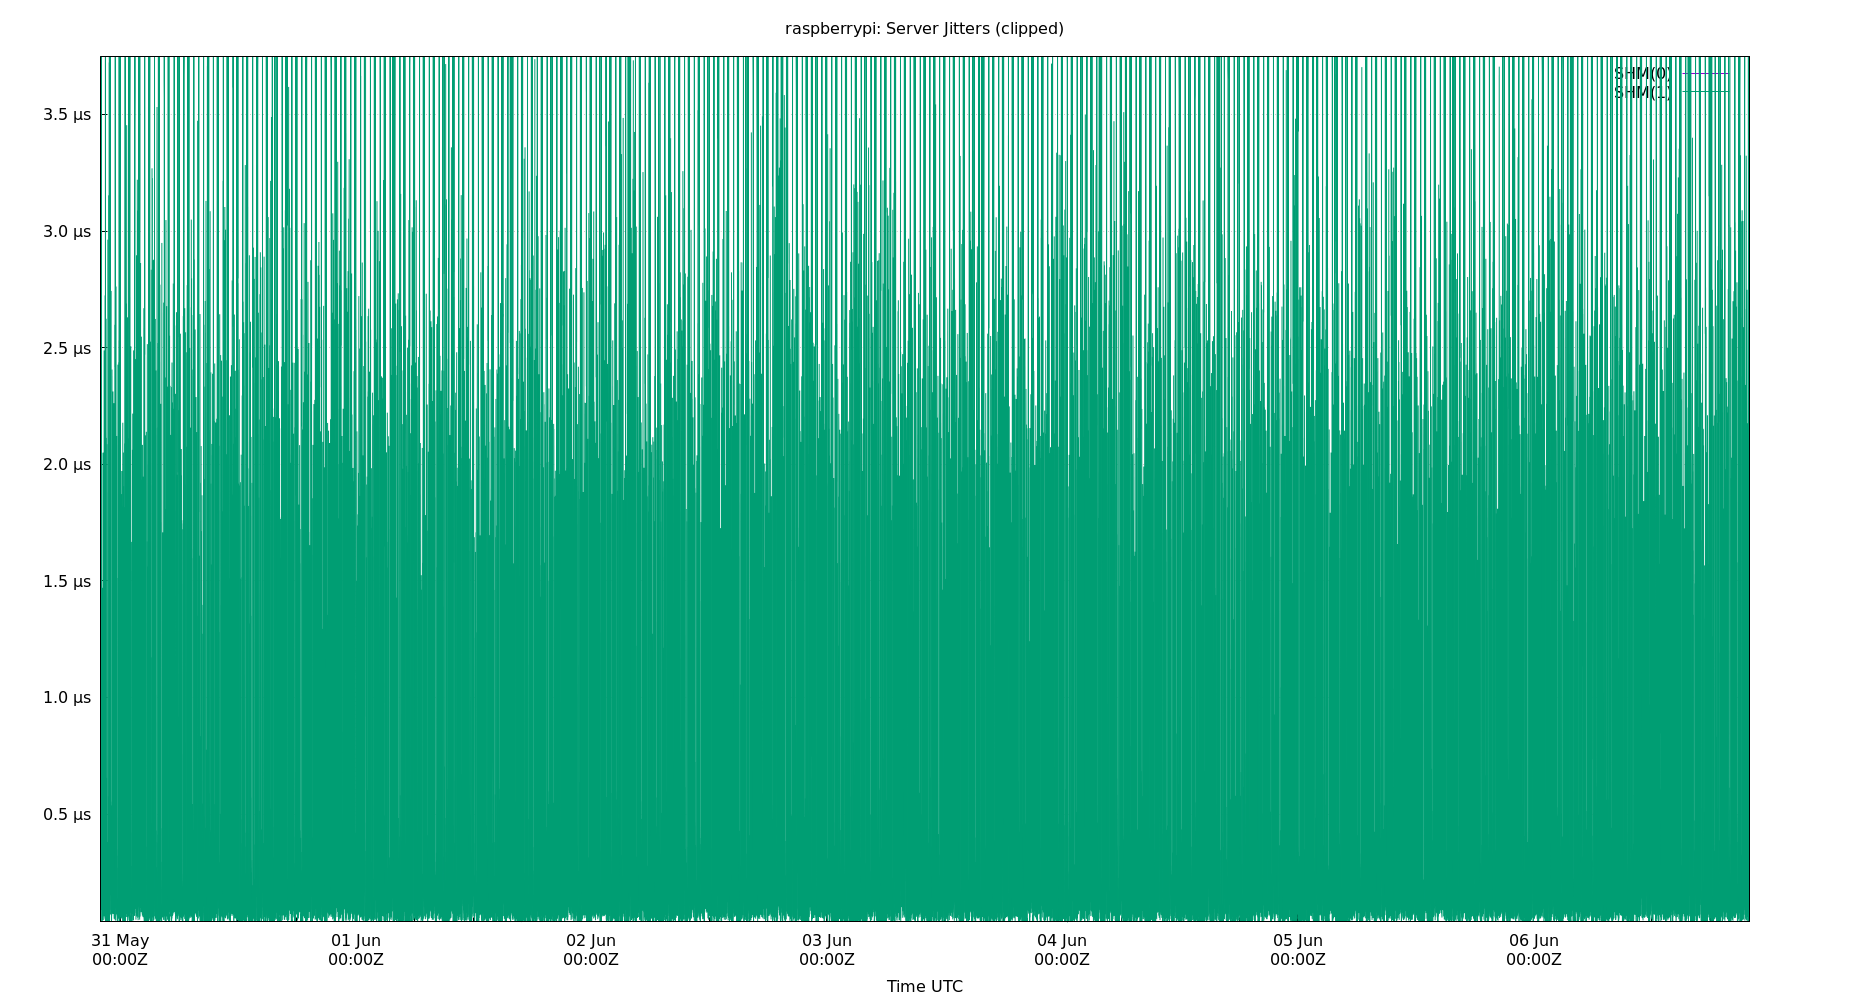 raspberrypi: Server Jitters (clipped)
SHM(0)
SHM(1)
3.5 µs
3.0 µs
2.5 µs
2.0 µs
1.5 µs
1.0 µs
0.5 µs
31 May 01 Jun 02 Jun 03 Jun 04 Jun 05 Jun 06 Jun
00:00Z 00:00Z 00:00Z 00:00Z 00:00Z 00:00Z 00:00Z
Time UTC